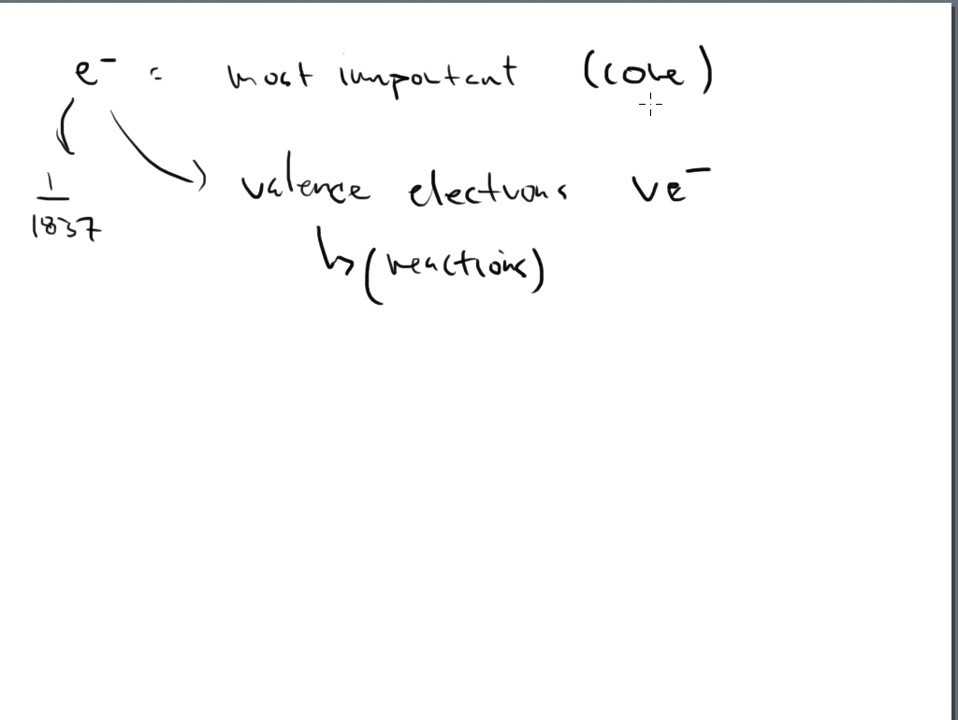 e⁻ = most important (core)
valence electrons ve⁻
1/1837
↳ (reactions)